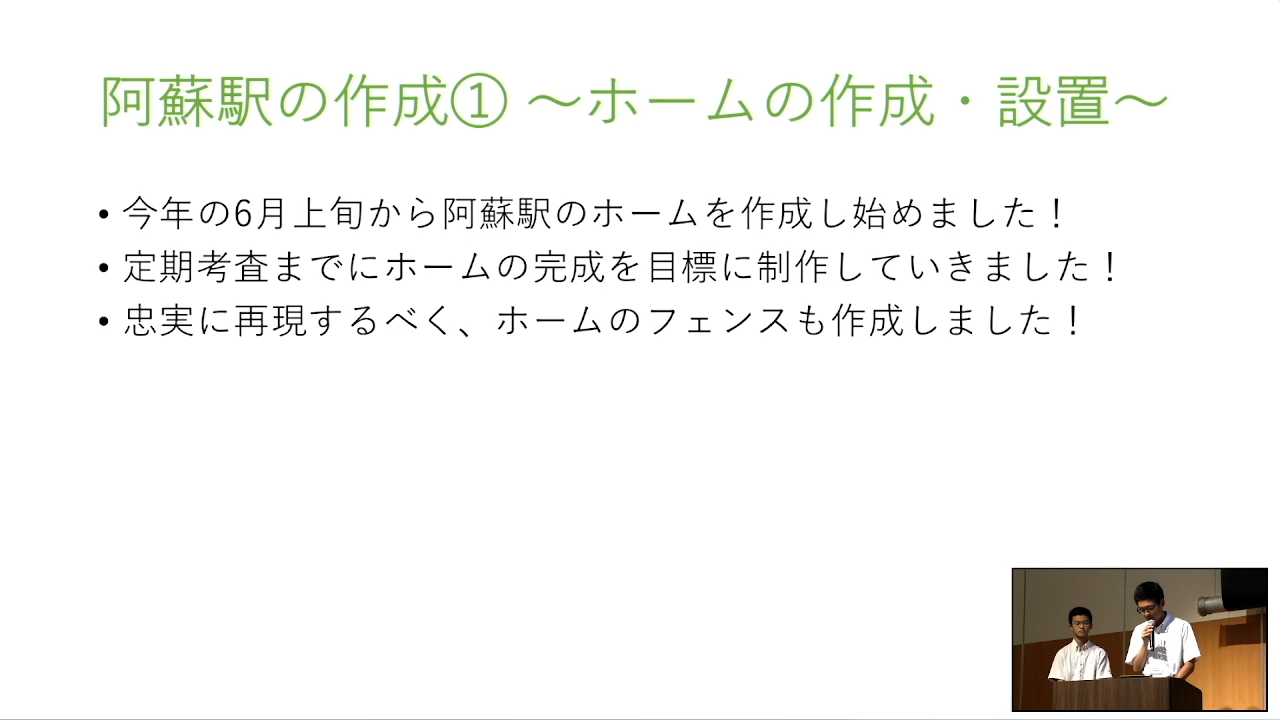 阿蘇駅の作成① ～ホームの作成・設置～
• 今年の6月上旬から阿蘇駅のホームを作成し始めました！
• 定期考査までにホームの完成を目標に制作していきました！
• 忠実に再現するべく、ホームのフェンスも作成しました！